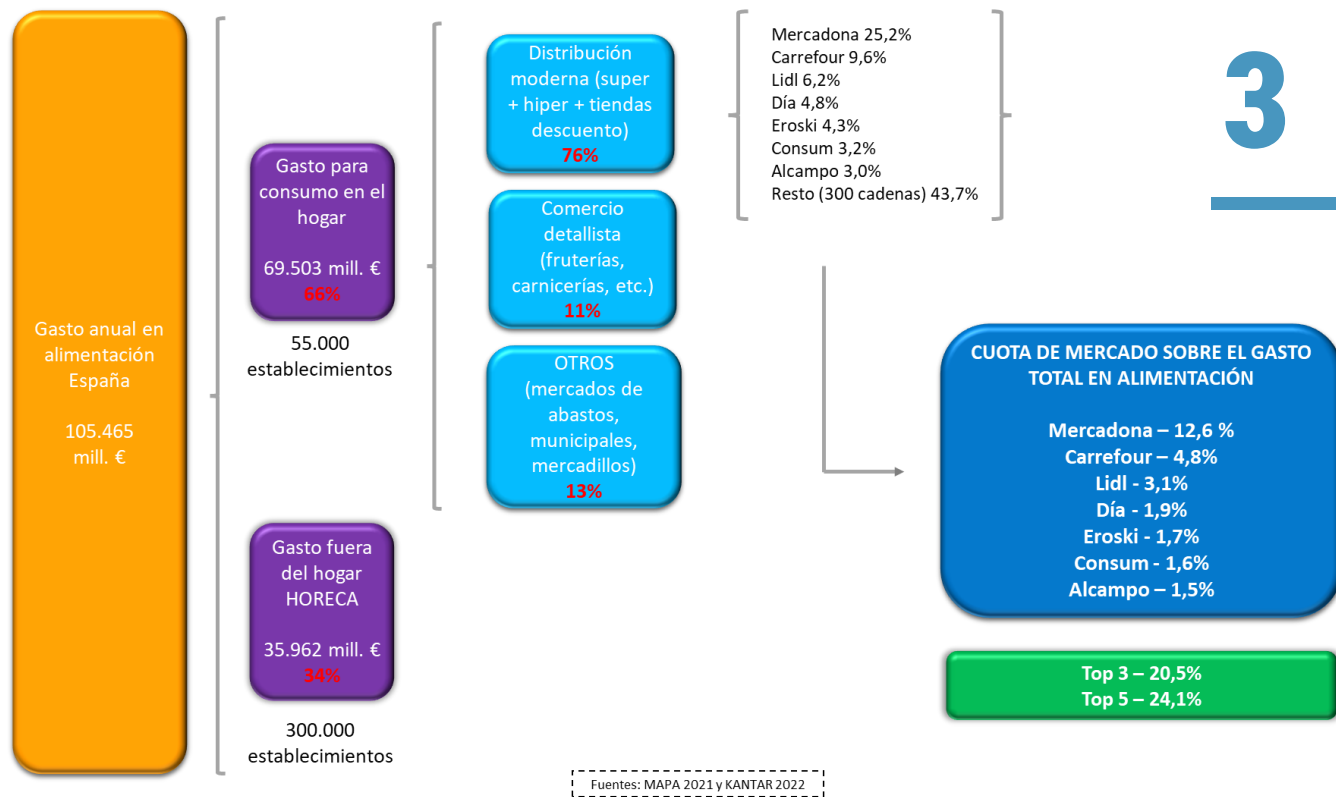 Gasto anual en
alimentación
España
105.465
mill. €
Gasto para
consumo en el
hogar
69.503 mill. €
66%
55.000
establecimientos
Gasto fuera
del hogar
HORECA
35.962 mill. €
34%
300.000
establecimientos
Distribución
moderna (super
+ hiper + tiendas
descuento)
76%
Comercio
detallista
(fruterías,
carnicerías, etc.)
11%
OTROS
(mercados de
abastos,
municipales,
mercadillos)
13%
Mercadona 25,2%
Carrefour 9,6%
Lidl 6,2%
Día 4,8%
Eroski 4,3%
Consum 3,2%
Alcampo 3,0%
Resto (300 cadenas) 43,7%
3
CUOTA DE MERCADO SOBRE EL GASTO
TOTAL EN ALIMENTACIÓN
Mercadona – 12,6 %
Carrefour – 4,8%
Lidl - 3,1%
Día - 1,9%
Eroski - 1,7%
Consum - 1,6%
Alcampo – 1,5%
Top 3 – 20,5%
Top 5 – 24,1%
Fuentes: MAPA 2021 y KANTAR 2022